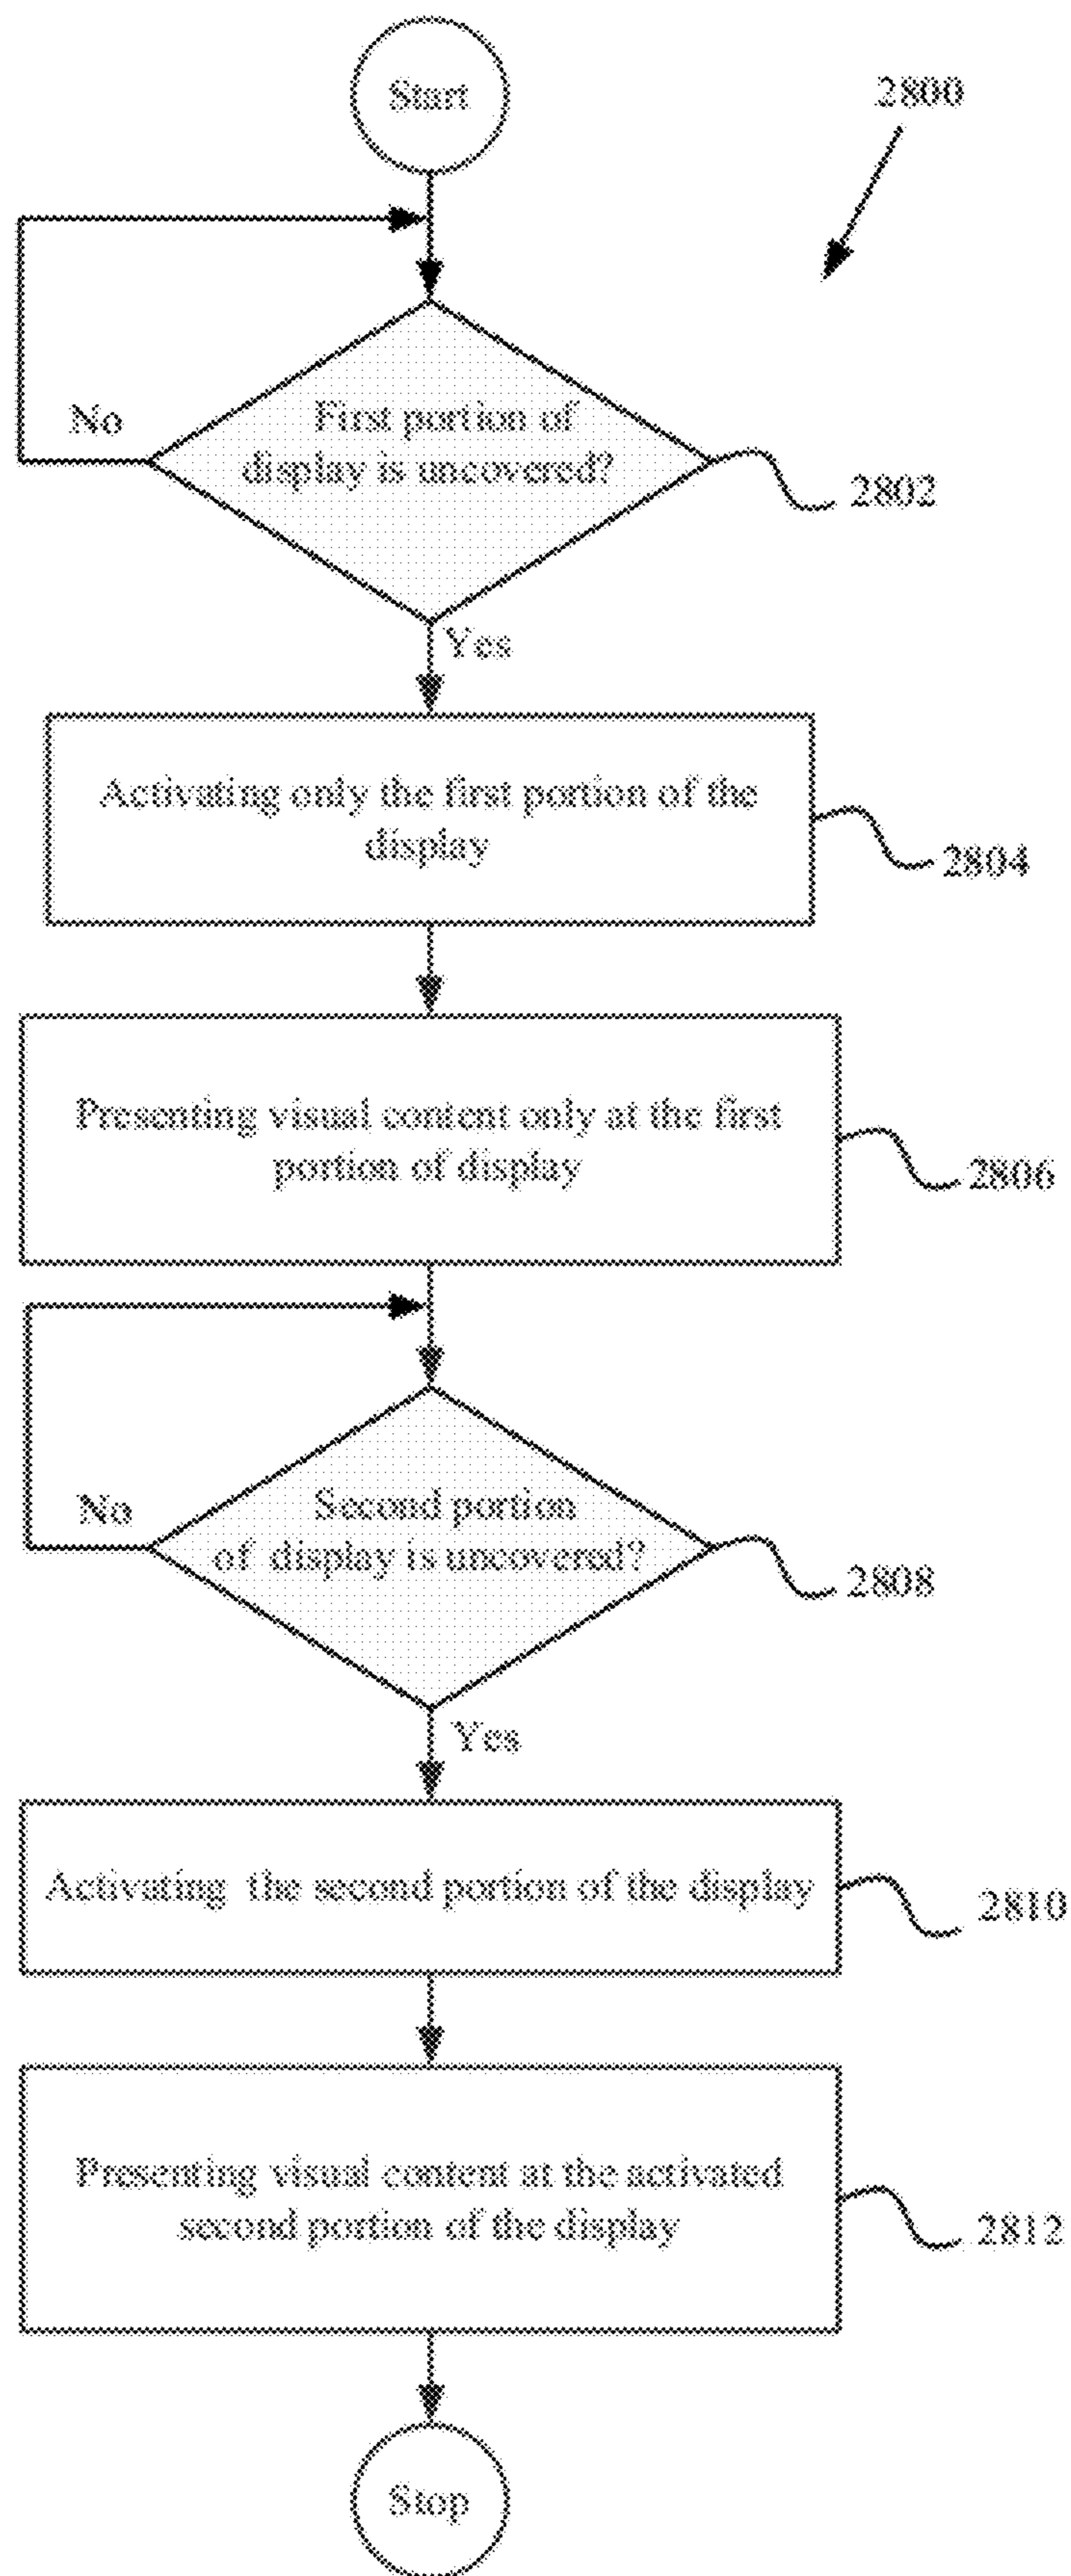 Start
2800
First portion of
display is uncovered?
No
2802
Yes
Activating only the first portion of the
display
2804
Presenting visual content only at the first
portion of display
2806
Second portion
of display is uncovered?
No
2808
Yes
Activating the second portion of the display
2810
Presenting visual content at the activated
second portion of the display
2812
Stop